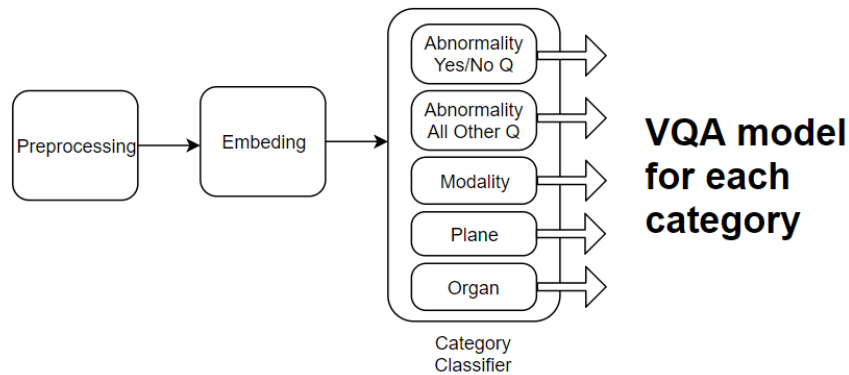 Preprocessing
Embeding
Abnormality
Yes/No Q
Abnormality
All Other Q
Modality
Plane
Organ
Category
Classifier
VQA model
for each
category